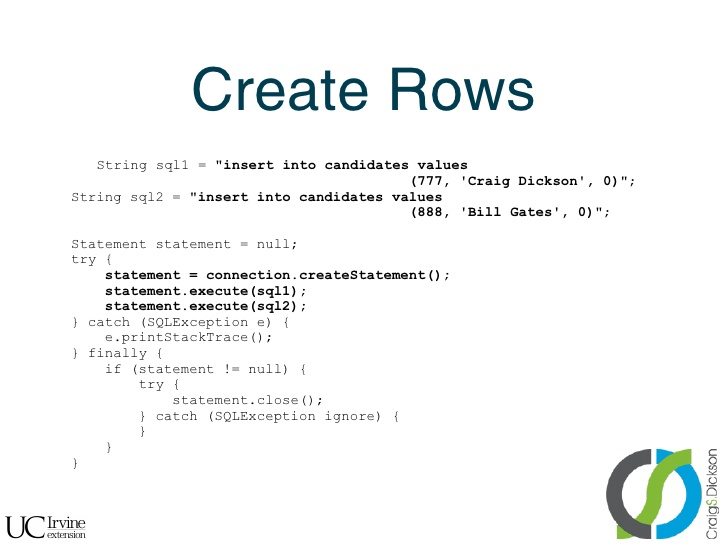 Create Rows
String sql1 = "insert into candidates values
(777, 'Craig Dickson', 0)";
String sql2 = "insert into candidates values
(888, 'Bill Gates', 0)";
Statement statement = null;
try {
statement = connection.createStatement();
statement.execute(sql1);
statement.execute(sql2);
} catch (SQLException e) {
e.printStackTrace();
} finally {
if (statement != null) {
try {
statement.close();
} catch (SQLException ignore) {
}
}
}
UC Irvine
extension
CraigS.Dickson